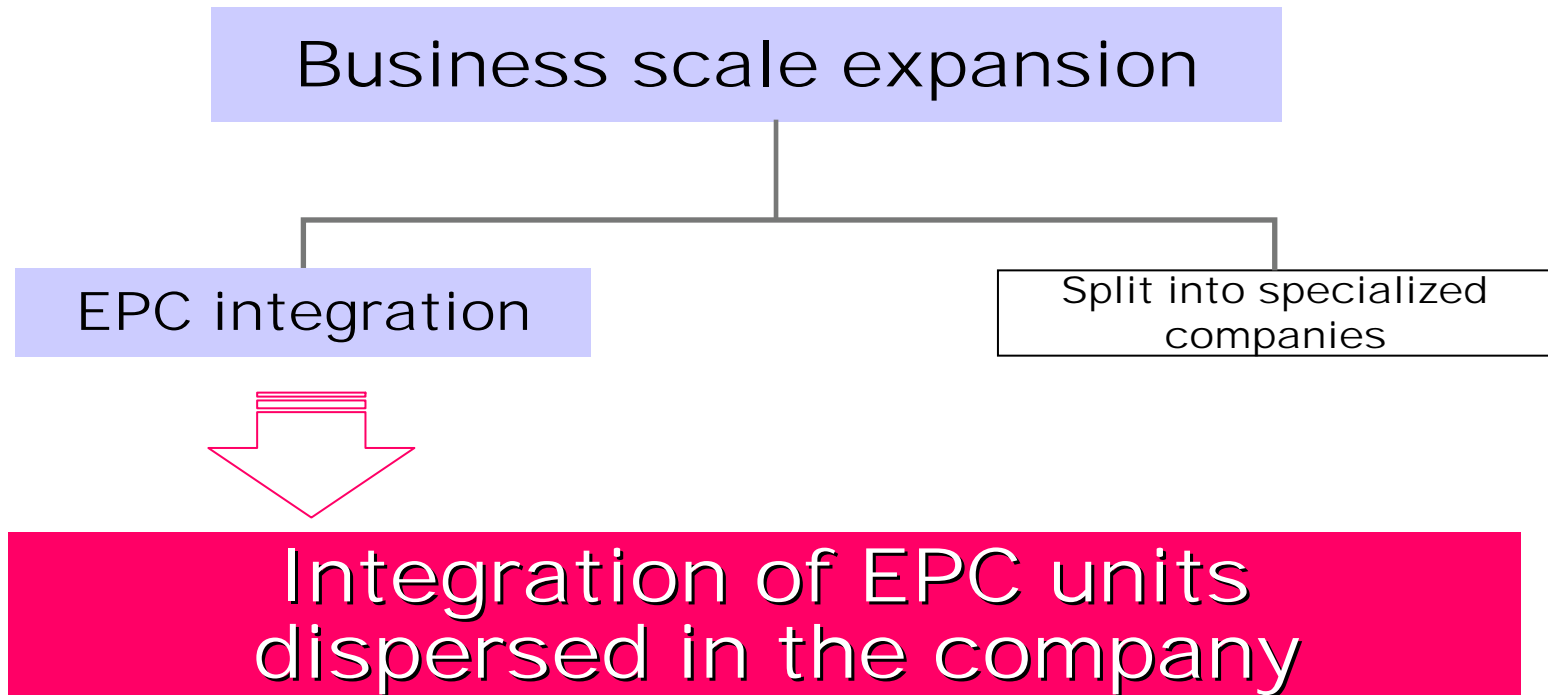 Business scale expansion
EPC integration
Split into specialized
companies
Integration of EPC units
dispersed in the company